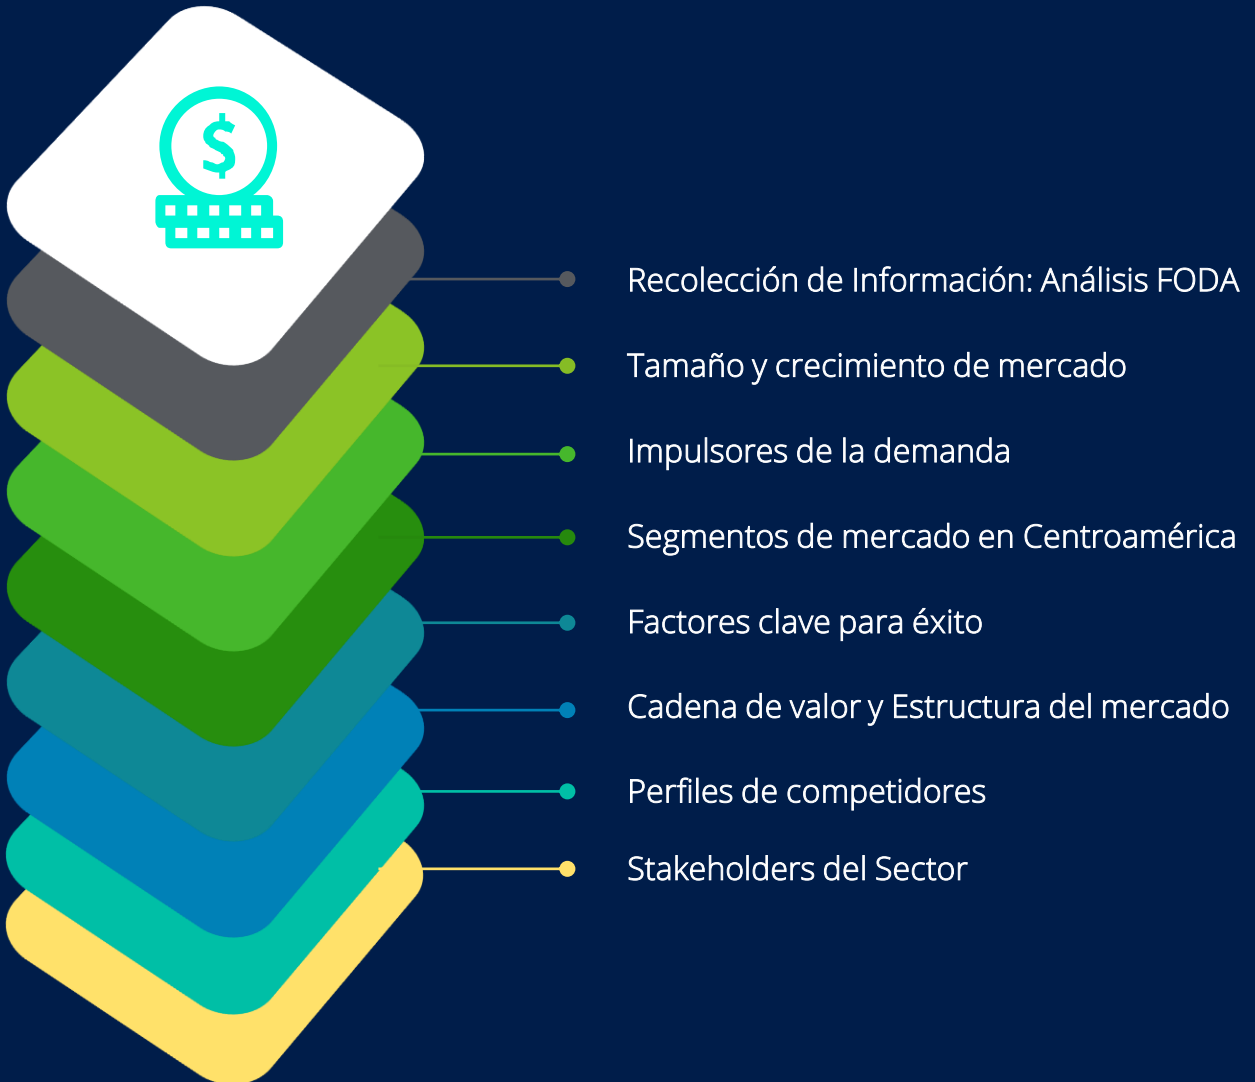 $
Recolección de Información: Análisis FODA
Tamaño y crecimiento de mercado
Impulsores de la demanda
Segmentos de mercado en Centroamérica
Factores clave para éxito
Cadena de valor y Estructura del mercado
Perfiles de competidores
Stakeholders del Sector